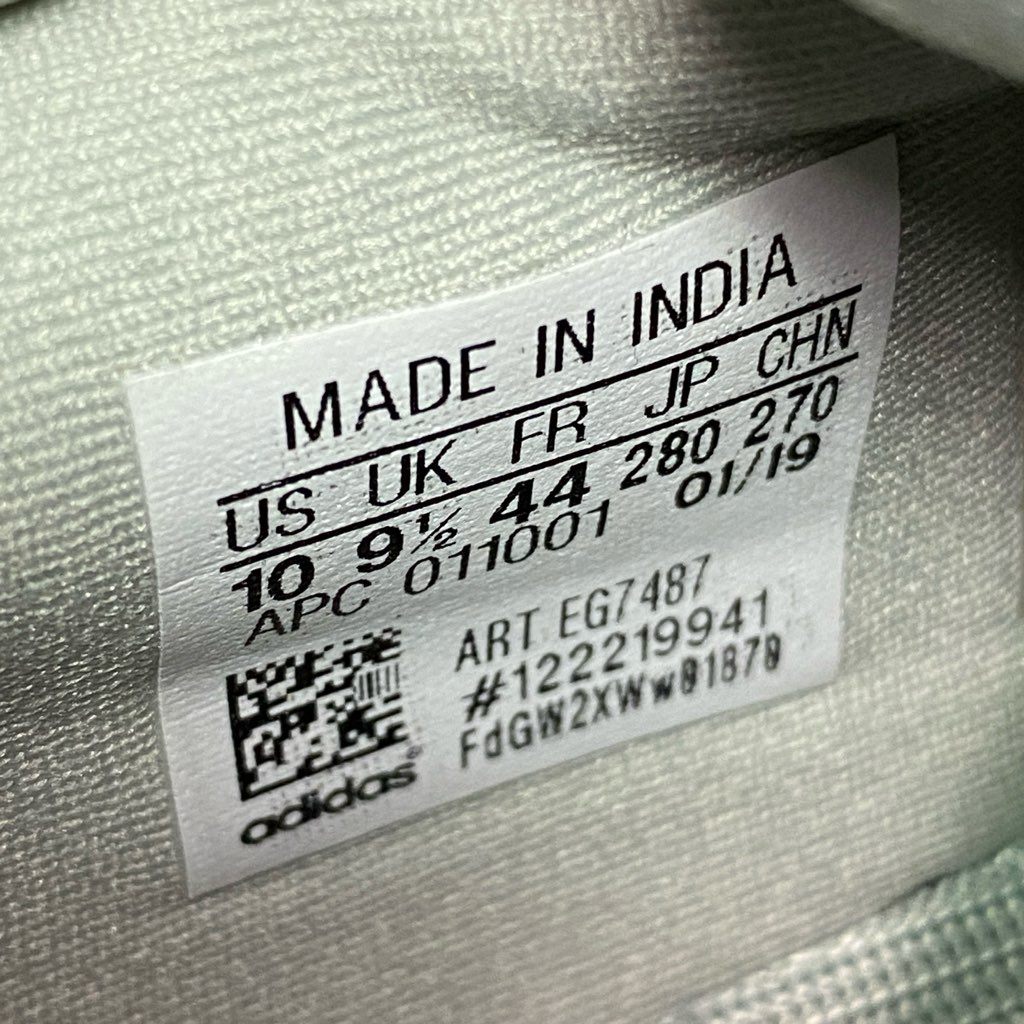 MADE IN INDIA
US UK FR JP CHN
10 9½ 44 280 270
APC 011001 01/19
ART EG7487
#122219941
FdGW2XWw01870
adidas